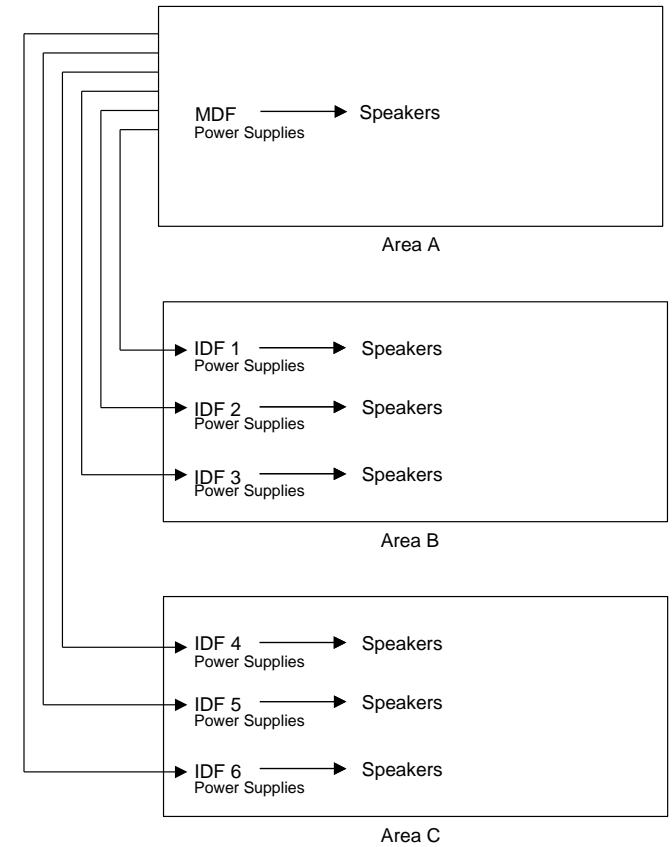 MDF Speakers
Power Supplies
Area A
IDF 1 Speakers
Power Supplies
IDF 2 Speakers
Power Supplies
IDF 3 Speakers
Power Supplies
Area B
IDF 4 Speakers
Power Supplies
IDF 5 Speakers
Power Supplies
IDF 6 Speakers
Power Supplies
Area C